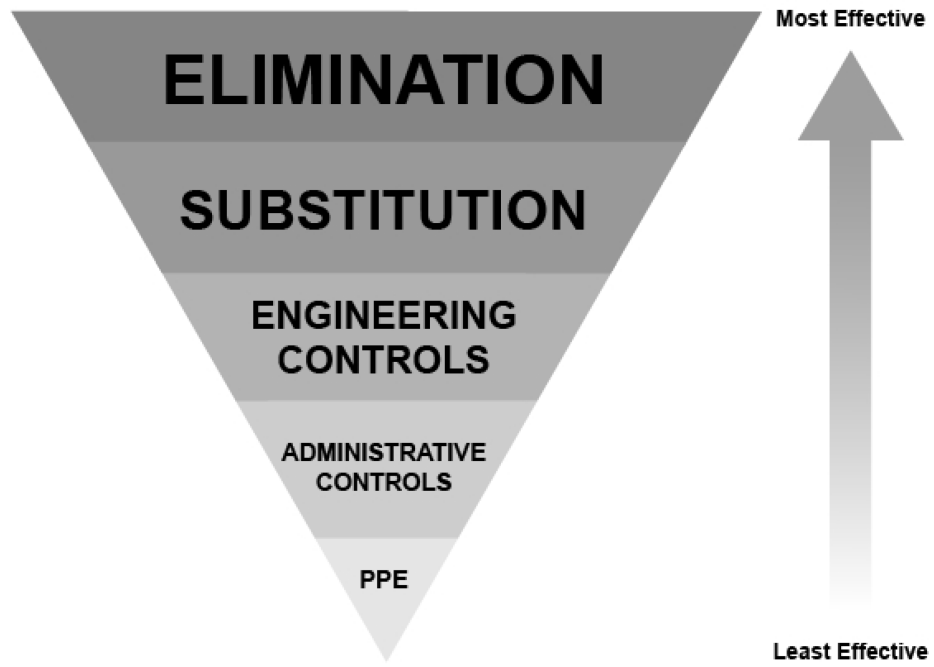 Most Effective
ELIMINATION
SUBSTITUTION
ENGINEERING
CONTROLS
ADMINISTRATIVE
CONTROLS
PPE
Least Effective